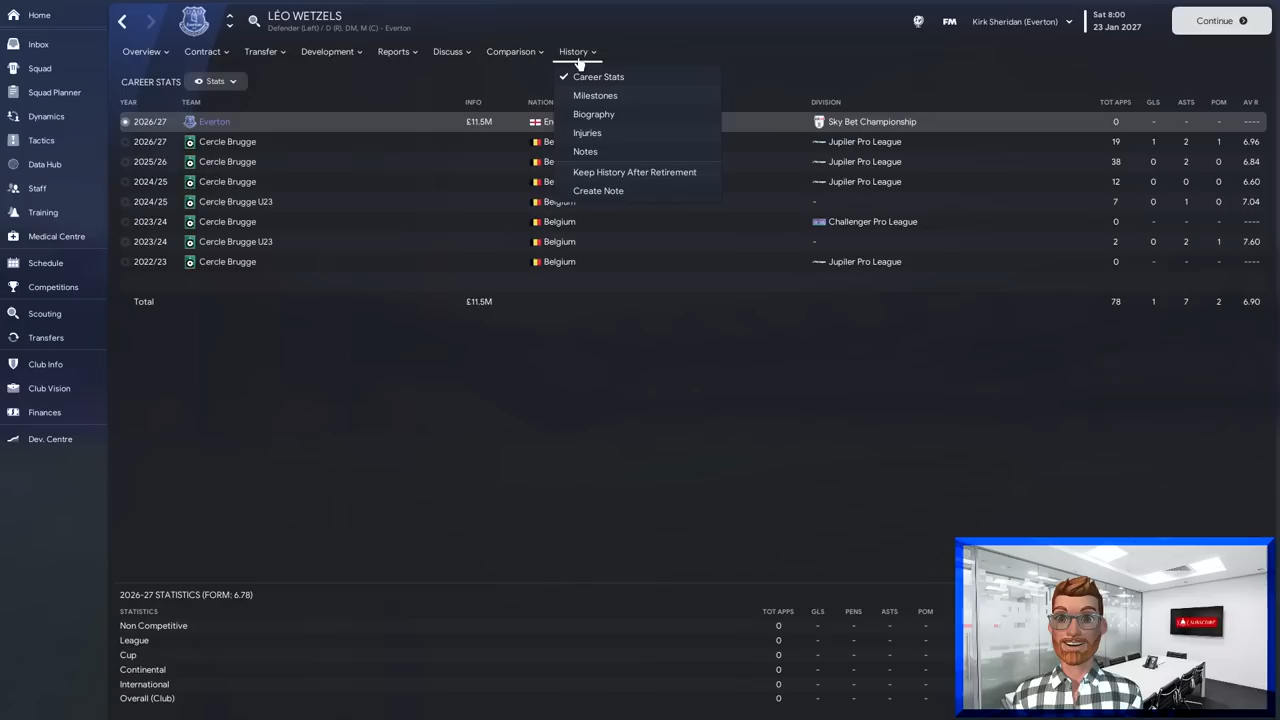 Home
LÉO WETZELS
Defender (Left) / D (R), DM, M (C) - Everton
FM
Kirk Sheridan (Everton)
Sat 8:00
23 Jan 2027
Continue
Inbox
Squad
Squad Planner
Dynamics
Tactics
Data Hub
Staff
Training
Medical Centre
Schedule
Competitions
Scouting
Transfers
Club Info
Club Vision
Finances
Dev. Centre
Overview Contract Transfer Development Reports Discuss Comparison History
CAREER STATS Stats
Career Stats
Milestones
Biography
Injuries
Notes
Keep History After Retirement
Create Note
YEAR TEAM INFO NATION DIVISION TOT APPS GLS ASTS POM AV R
2026/27 Everton £11.5M En Sky Bet Championship 0 - - - ----
2026/27 Cercle Brugge Be Jupiler Pro League 19 1 2 1 6.96
2025/26 Cercle Brugge Be Jupiler Pro League 38 0 2 0 6.84
2024/25 Cercle Brugge Be Jupiler Pro League 12 0 0 0 6.60
2024/25 Cercle Brugge U23 Belgium - 7 0 1 0 7.04
2023/24 Cercle Brugge Belgium Challenger Pro League 0 - - - ----
2023/24 Cercle Brugge U23 Belgium - 2 0 2 1 7.60
2022/23 Cercle Brugge Belgium Jupiler Pro League 0 - - - ----
Total £11.5M 78 1 7 2 6.90
2026-27 STATISTICS (FORM: 6.78)
STATISTICS TOT APPS GLS PENS ASTS POM
Non Competitive 0 - - - -
League 0 - - - -
Cup 0 - - - -
Continental 0 - - - -
International 0 - - - -
Overall (Club) 0 - - - -
SUBSCRIBE